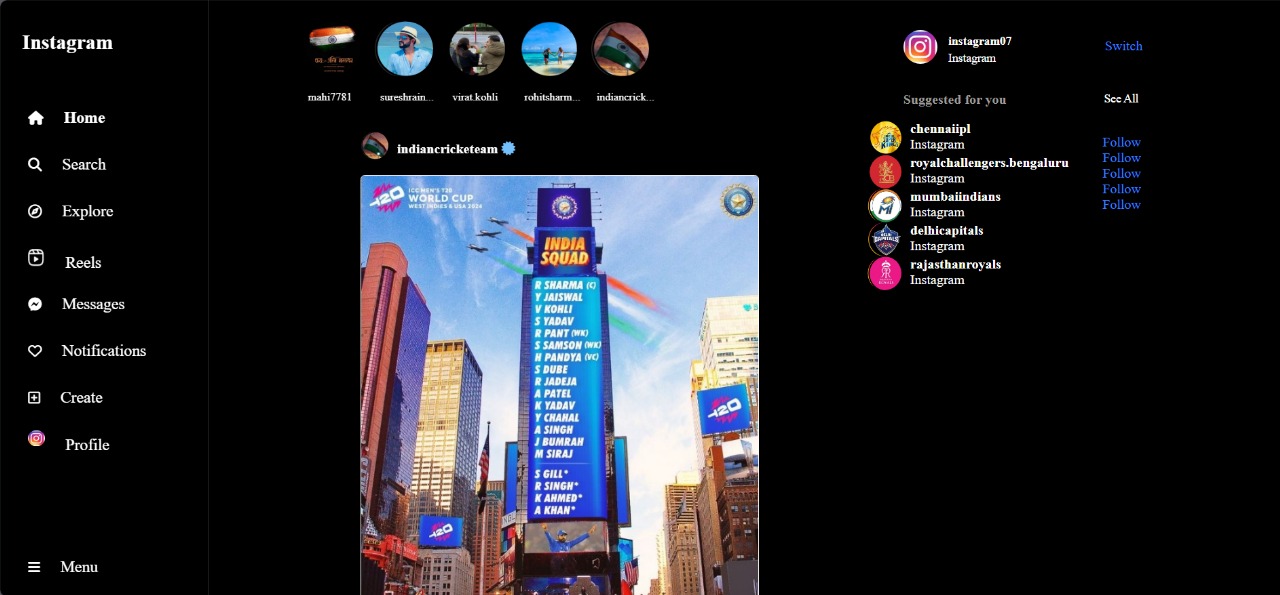 Instagram
Home
Search
Explore
Reels
Messages
Notifications
Create
Profile
Menu
mahi7781
sureshrain...
virat.kohli
rohitsharm...
indiancrick...
indiancricketeam
ICC MEN'S T20
WORLD CUP
WEST INDIES & USA 2024
INDIA
SQUAD
R SHARMA (C)
Y JAISWAL
V KOHLI
S YADAV
R PANT (WK)
S SAMSON (WK)
H PANDYA (VC)
S DUBE
R JADEJA
A PATEL
K YADAV
Y CHAHAL
A SINGH
J BUMRAH
M SIRAJ
S GILL*
R SINGH*
K AHMED*
A KHAN*
T20
T20
T20
instagram07
Instagram
Switch
Suggested for you
See All
chennaiipl
Instagram
Follow
royalchallengers.bengaluru
Instagram
Follow
mumbaiindians
Instagram
Follow
delhicapitals
Instagram
Follow
rajasthanroyals
Instagram
Follow